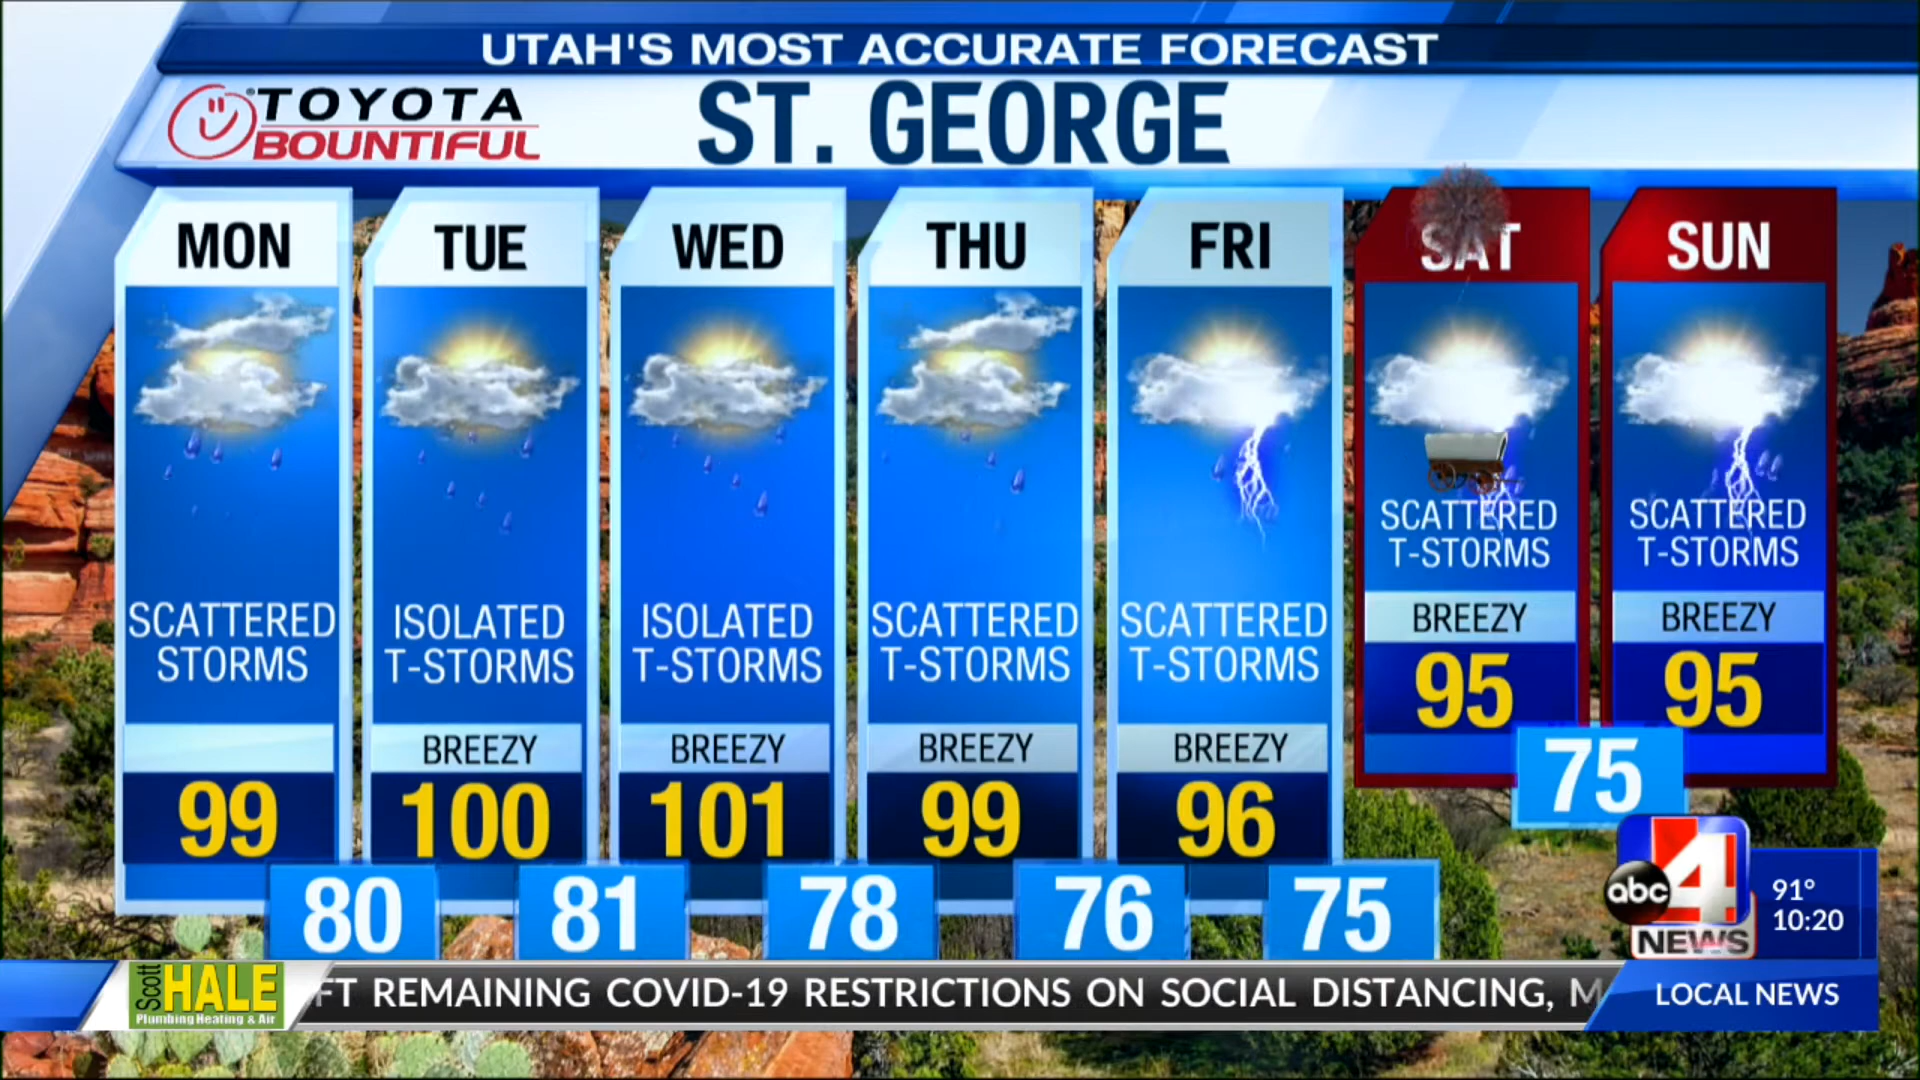 UTAH'S MOST ACCURATE FORECAST
TOYOTA
BOUNTIFUL
ST. GEORGE
MON
TUE
WED
THU
FRI
SAT
SUN
SCATTERED
STORMS
99
ISOLATED
T-STORMS
BREEZY
100
ISOLATED
T-STORMS
BREEZY
101
SCATTERED
T-STORMS
BREEZY
99
SCATTERED
T-STORMS
BREEZY
96
SCATTERED
T-STORMS
BREEZY
95
SCATTERED
T-STORMS
BREEZY
95
80
81
78
76
75
75
abc
4
NEWS
91°
10:20
Scott
HALE
Plumbing Heating & Air
FT REMAINING COVID-19 RESTRICTIONS ON SOCIAL DISTANCING, M
LOCAL NEWS